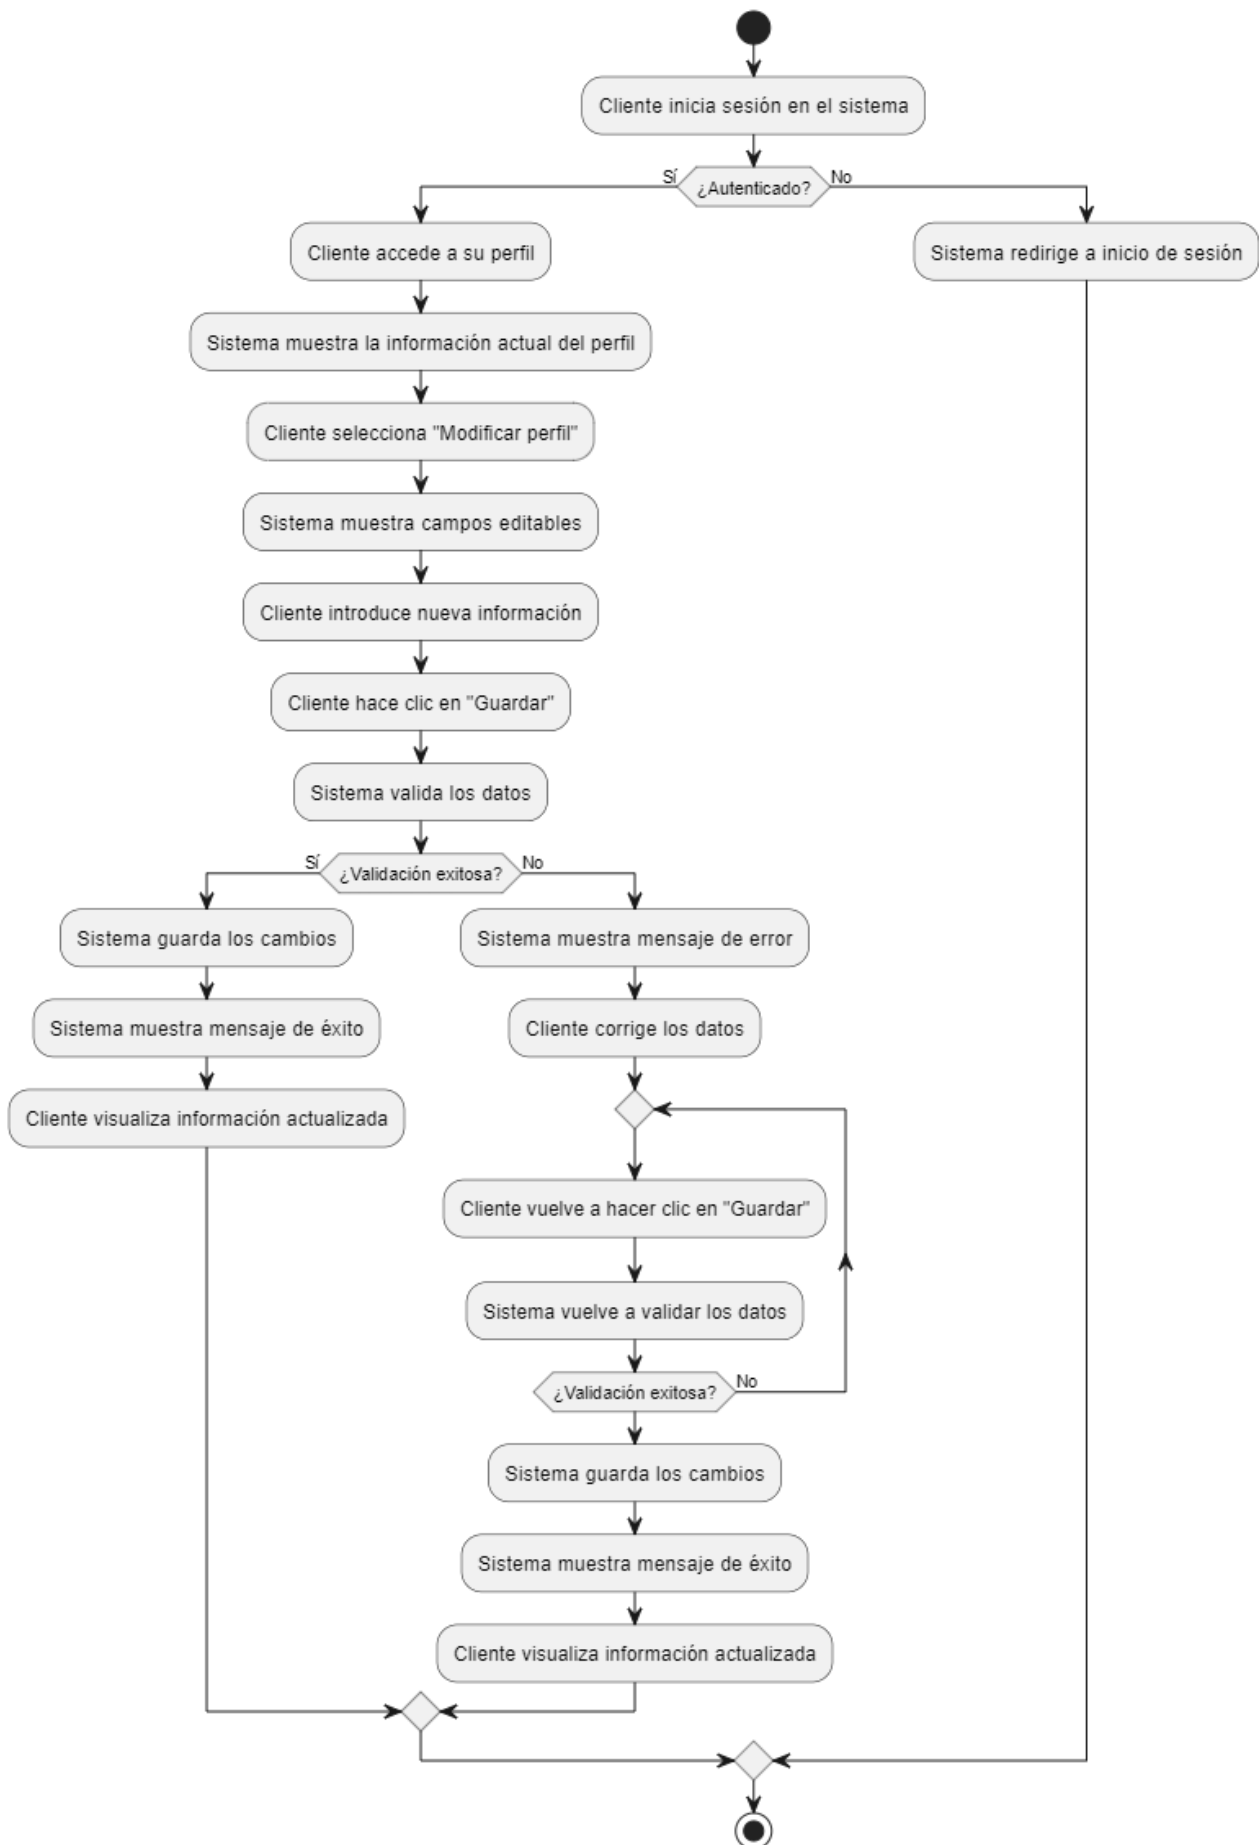 Cliente inicia sesión en el sistema
Sí
¿Autenticado?
No
Cliente accede a su perfil
Sistema redirige a inicio de sesión
Sistema muestra la información actual del perfil
Cliente selecciona "Modificar perfil"
Sistema muestra campos editables
Cliente introduce nueva información
Cliente hace clic en "Guardar"
Sistema valida los datos
Sí
¿Validación exitosa?
No
Sistema guarda los cambios
Sistema muestra mensaje de error
Sistema muestra mensaje de éxito
Cliente corrige los datos
Cliente visualiza información actualizada
Cliente vuelve a hacer clic en "Guardar"
Sistema vuelve a validar los datos
¿Validación exitosa?
No
Sistema guarda los cambios
Sistema muestra mensaje de éxito
Cliente visualiza información actualizada